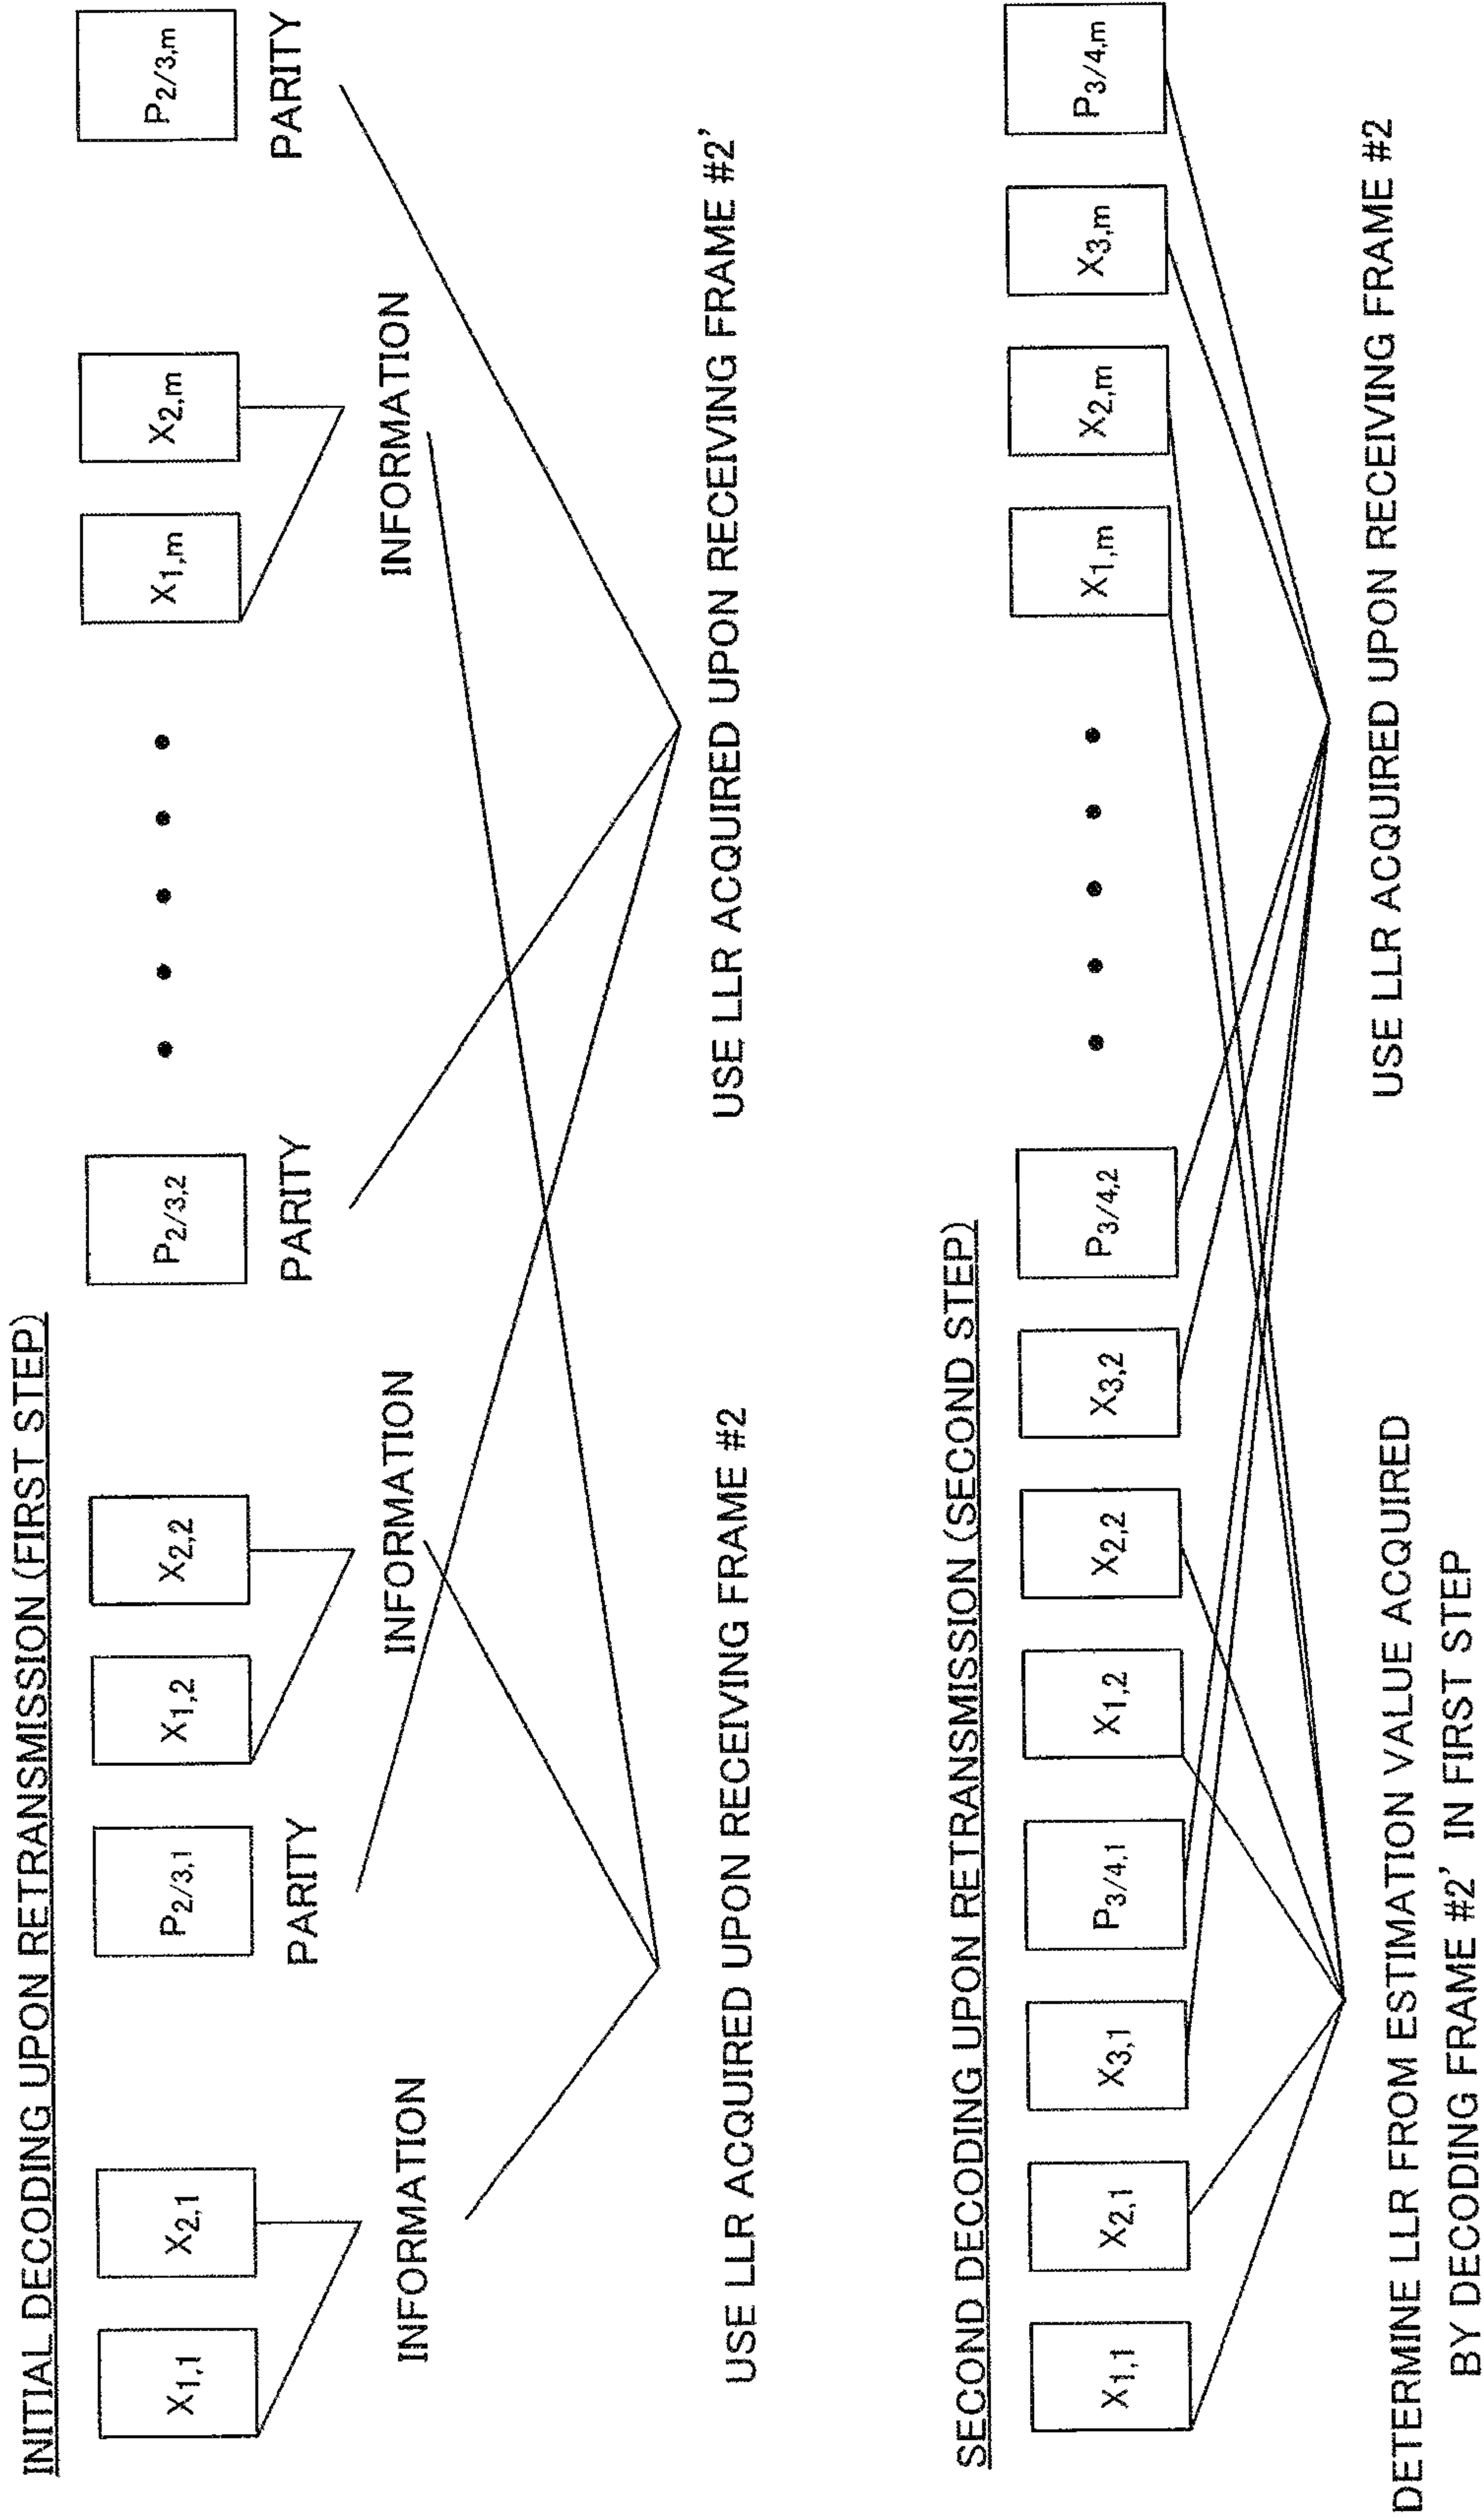 INITIAL DECODING UPON RETRANSMISSION (FIRST STEP)
X1,1 X2,1 P2/3,1 X1,2 X2,2 P2/3,2 • • • • • X1,m X2,m P2/3,m
PARITY PARITY PARITY
INFORMATION INFORMATION INFORMATION
USE LLR ACQUIRED UPON RECEIVING FRAME #2 USE LLR ACQUIRED UPON RECEIVING FRAME #2'
SECOND DECODING UPON RETRANSMISSION (SECOND STEP)
X1,1 X2,1 X3,1 P3/4,1 X1,2 X2,2 X3,2 P3/4,2 • • • • • X1,m X2,m X3,m P3/4,m
USE LLR ACQUIRED UPON RECEIVING FRAME #2
DETERMINE LLR FROM ESTIMATION VALUE ACQUIRED
BY DECODING FRAME #2' IN FIRST STEP